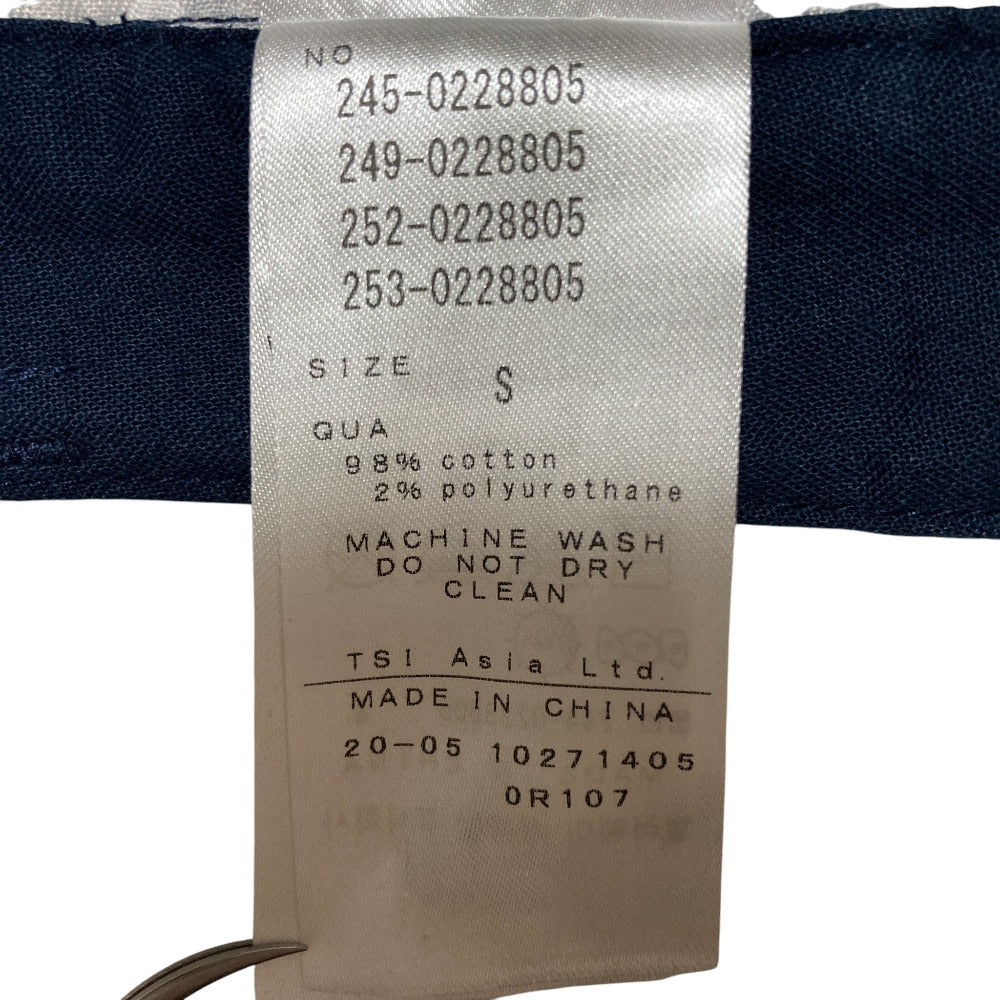 NO
245-0228805
249-0228805
252-0228805
253-0228805
SIZE S
QUA
98% cotton
2% polyurethane
MACHINE WASH
DO NOT DRY
CLEAN
TSI Asia Ltd.
MADE IN CHINA
20-05 10271405
0R107